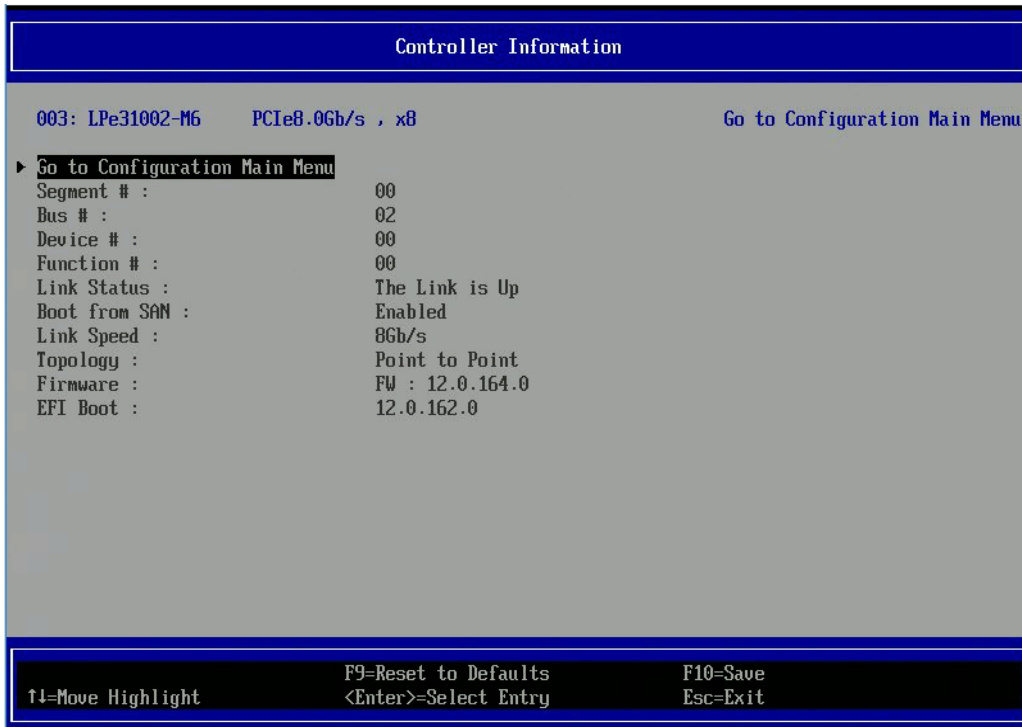 Controller Information
003: LPe31002-M6 PCIe8.0Gb/s , x8 Go to Configuration Main Menu
Go to Configuration Main Menu
Segment # : 00
Bus # : 02
Device # : 00
Function # : 00
Link Status : The Link is Up
Boot from SAN : Enabled
Link Speed : 8Gb/s
Topology : Point to Point
Firmware : FW : 12.0.164.0
EFI Boot : 12.0.162.0
F9=Reset to Defaults F10=Save
↑↓=Move Highlight <Enter>=Select Entry Esc=Exit